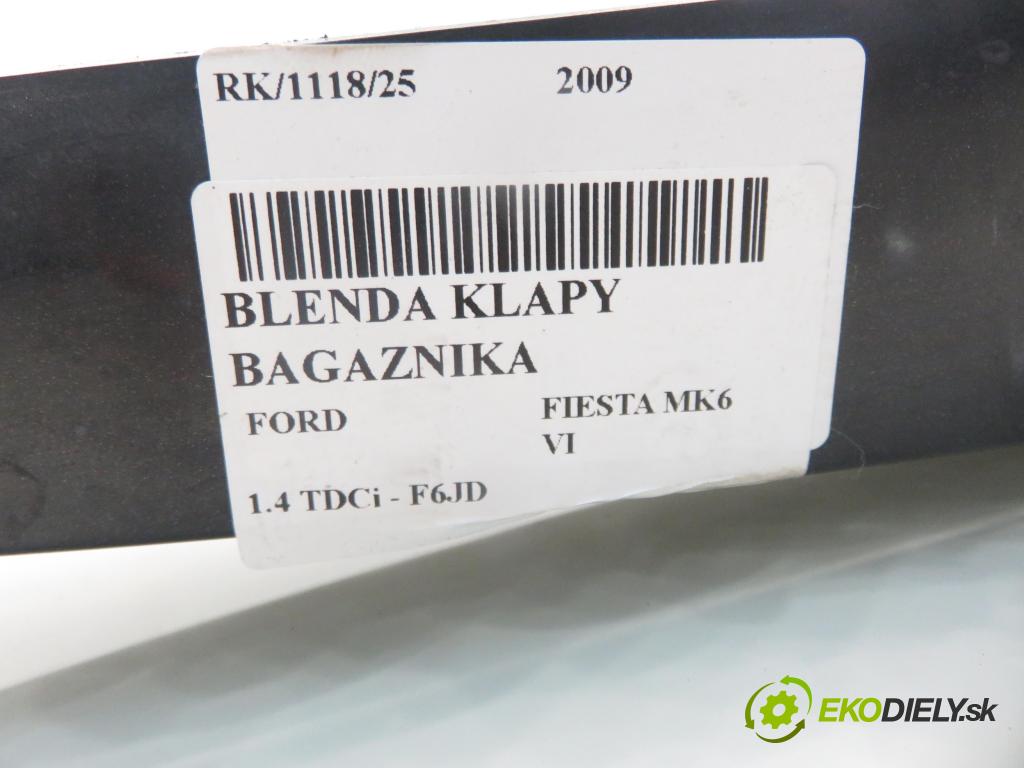 RK/1118/25 2009
BLENDA KLAPY
BAGAZNIKA
FORD FIESTA MK6
VI
1.4 TDCi - F6JD
EKODIELY.sk